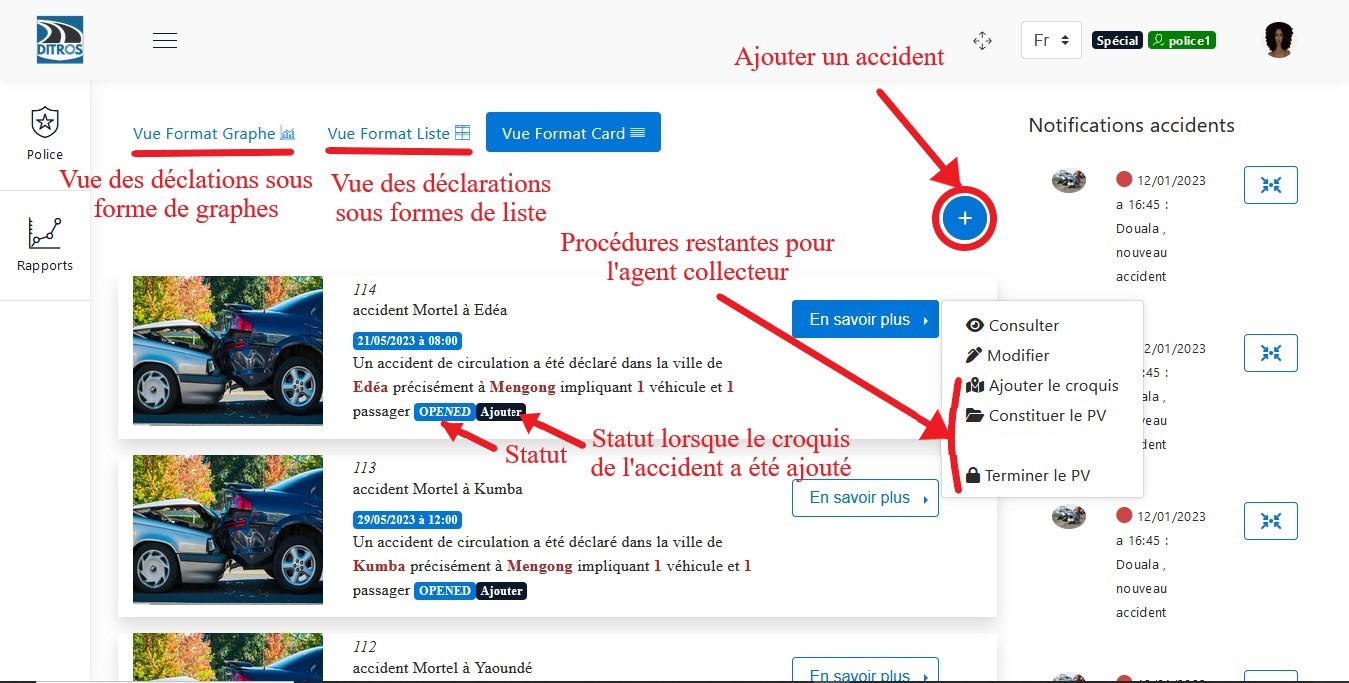 DITROS
Fr
Spécial
police1
Ajouter un accident
Police
Rapports
Vue Format Graphe
Vue Format Liste
Vue Format Card
Vue des déclations sous
forme de graphes
Vue des déclarations
sous formes de liste
+
Procédures restantes pour
l'agent collecteur
114
accident Mortel à Edéa
21/05/2023 à 08:00
Un accident de circulation a été déclaré dans la ville de
Edéa précisément à Mengong impliquant 1 véhicule et 1
passager OPENED Ajouter
En savoir plus
Consulter
Modifier
Ajouter le croquis
Constituer le PV
Terminer le PV
Statut
Statut lorsque le croquis
de l'accident a été ajouté
113
accident Mortel à Kumba
29/05/2023 à 12:00
Un accident de circulation a été déclaré dans la ville de
Kumba précisément à Mengong impliquant 1 véhicule et 1
passager OPENED Ajouter
En savoir plus
112
accident Mortel à Yaoundé
En savoir plus
Notifications accidents
12/01/2023
a 16:45 :
Douala ,
nouveau
accident
2/01/2023
:45 :
la ,
eau
dent
12/01/2023
a 16:45 :
Douala ,
nouveau
accident